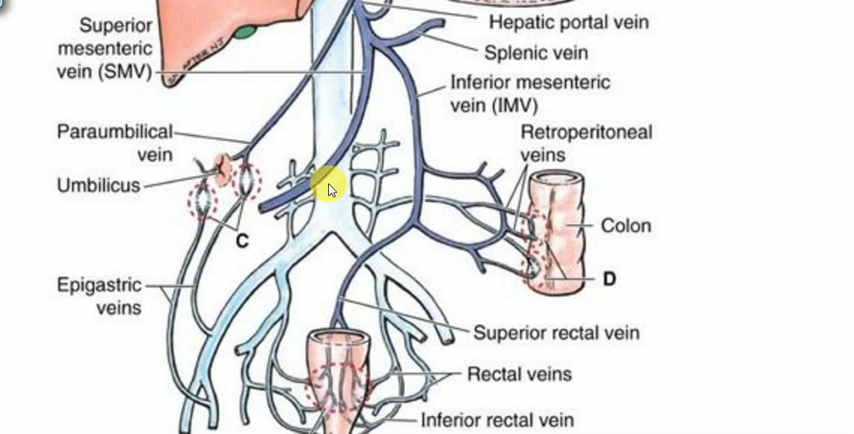 Hepatic portal vein
Superior
mesenteric
vein (SMV)
Splenic vein
Inferior mesenteric
vein (IMV)
Paraumbilical
vein
Retroperitoneal
veins
Umbilicus
Colon
C
D
Epigastric
veins
Superior rectal vein
Rectal veins
Inferior rectal vein